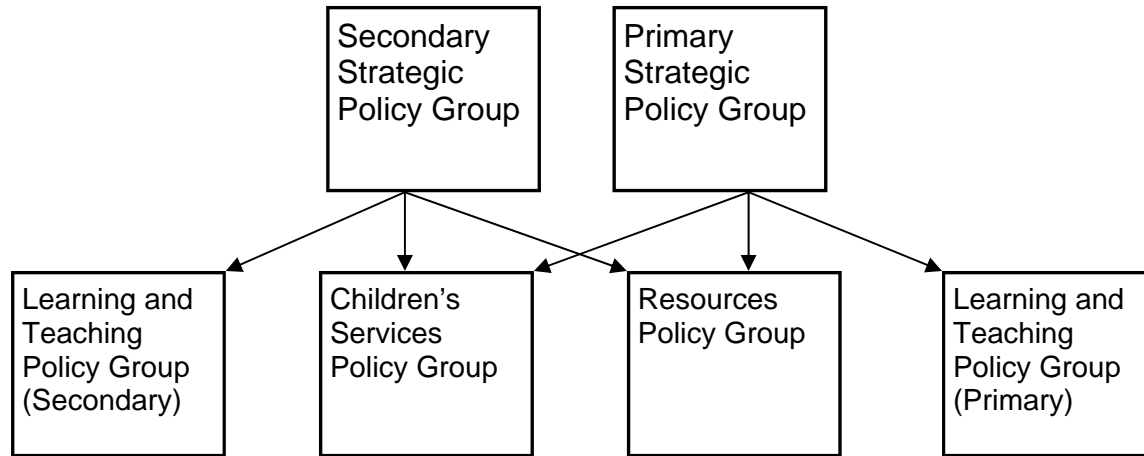 Secondary
Strategic
Policy Group
Primary
Strategic
Policy Group
Learning and
Teaching
Policy Group
(Secondary)
Children’s
Services
Policy Group
Resources
Policy Group
Learning and
Teaching
Policy Group
(Primary)